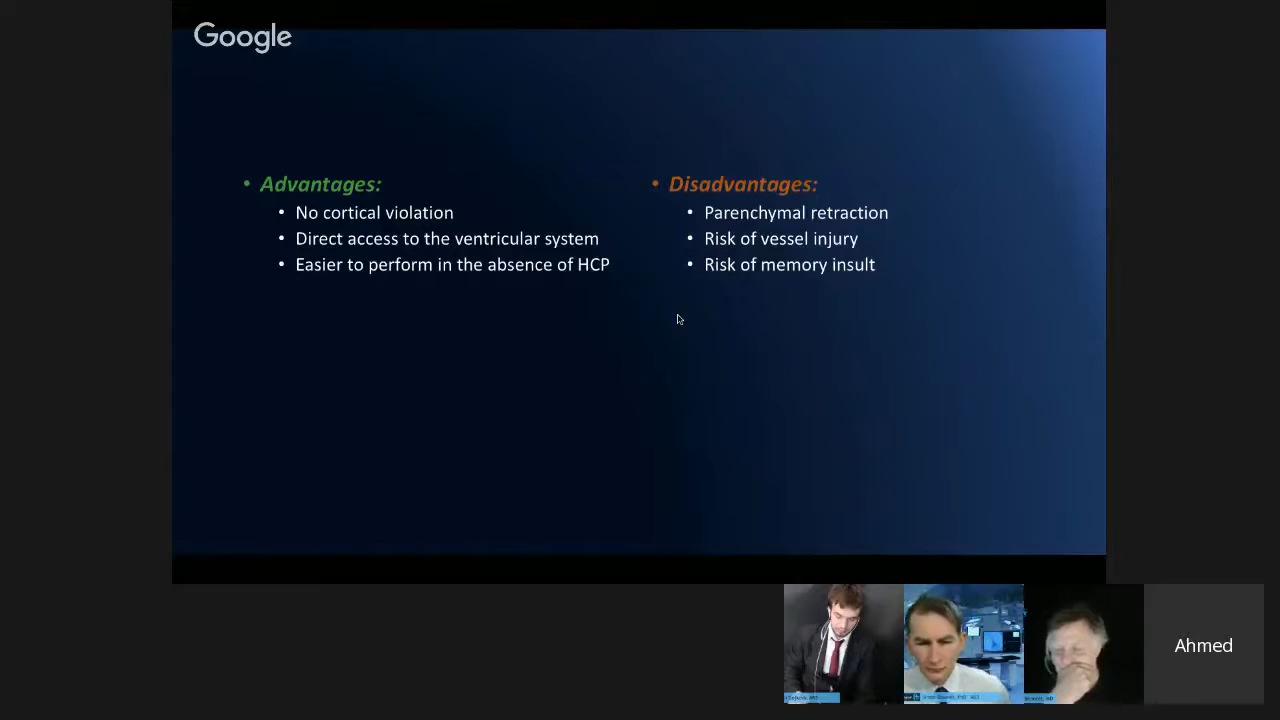 Google
• Advantages:
• No cortical violation
• Direct access to the ventricular system
• Easier to perform in the absence of HCP
• Disadvantages:
• Parenchymal retraction
• Risk of vessel injury
• Risk of memory insult
Ahmed